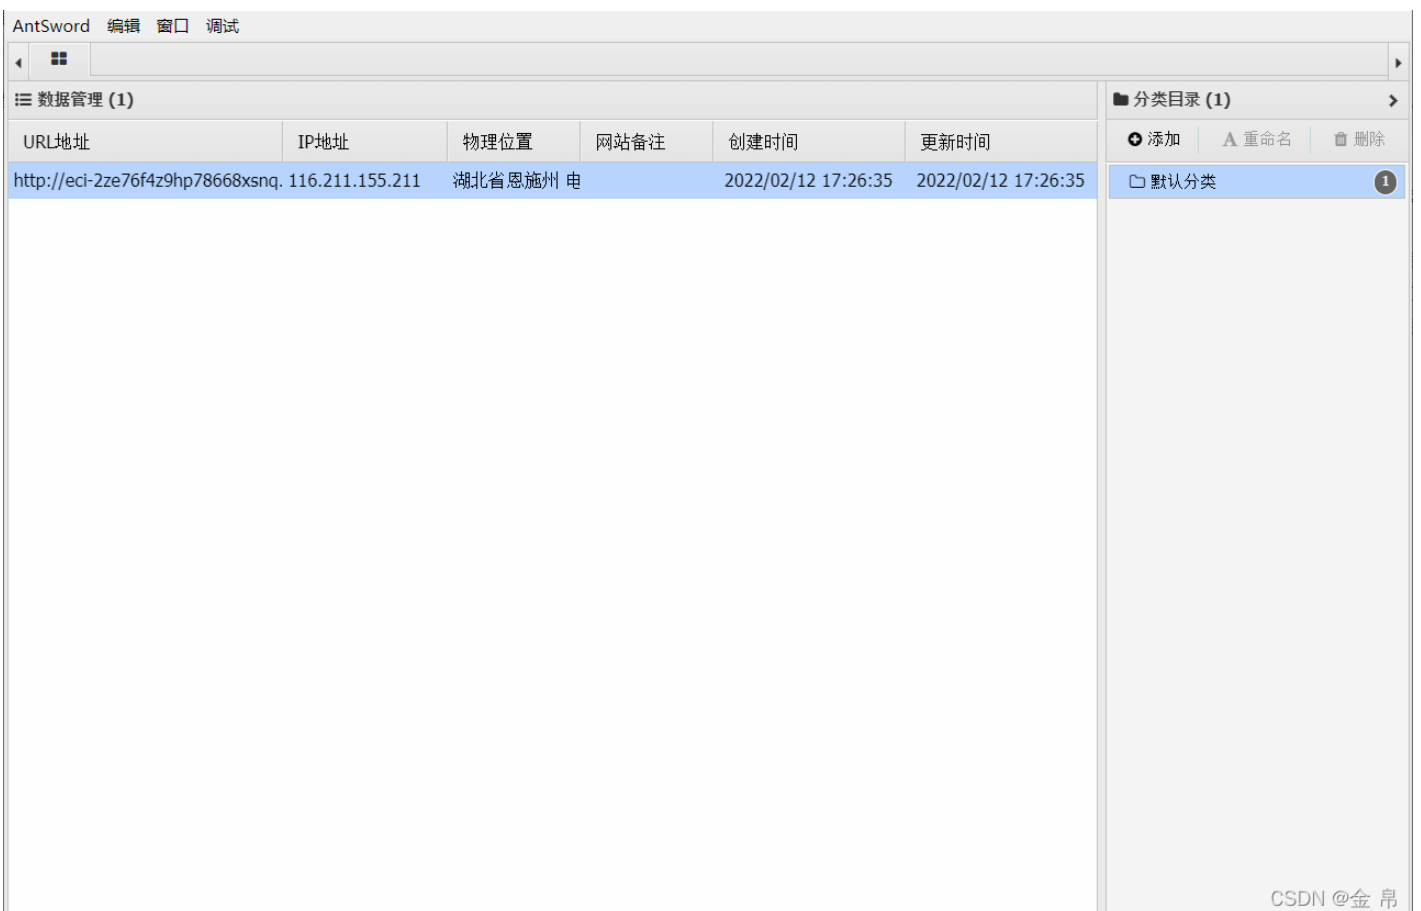 AntSword 编辑 窗口 调试
数据管理 (1)
分类目录 (1)
URL地址 IP地址 物理位置 网站备注 创建时间 更新时间
添加 重命名 删除
http://eci-2ze76f4z9hp78668xsnq. 116.211.155.211 湖北省恩施州 电 2022/02/12 17:26:35 2022/02/12 17:26:35
默认分类 1
CSDN @金 帛